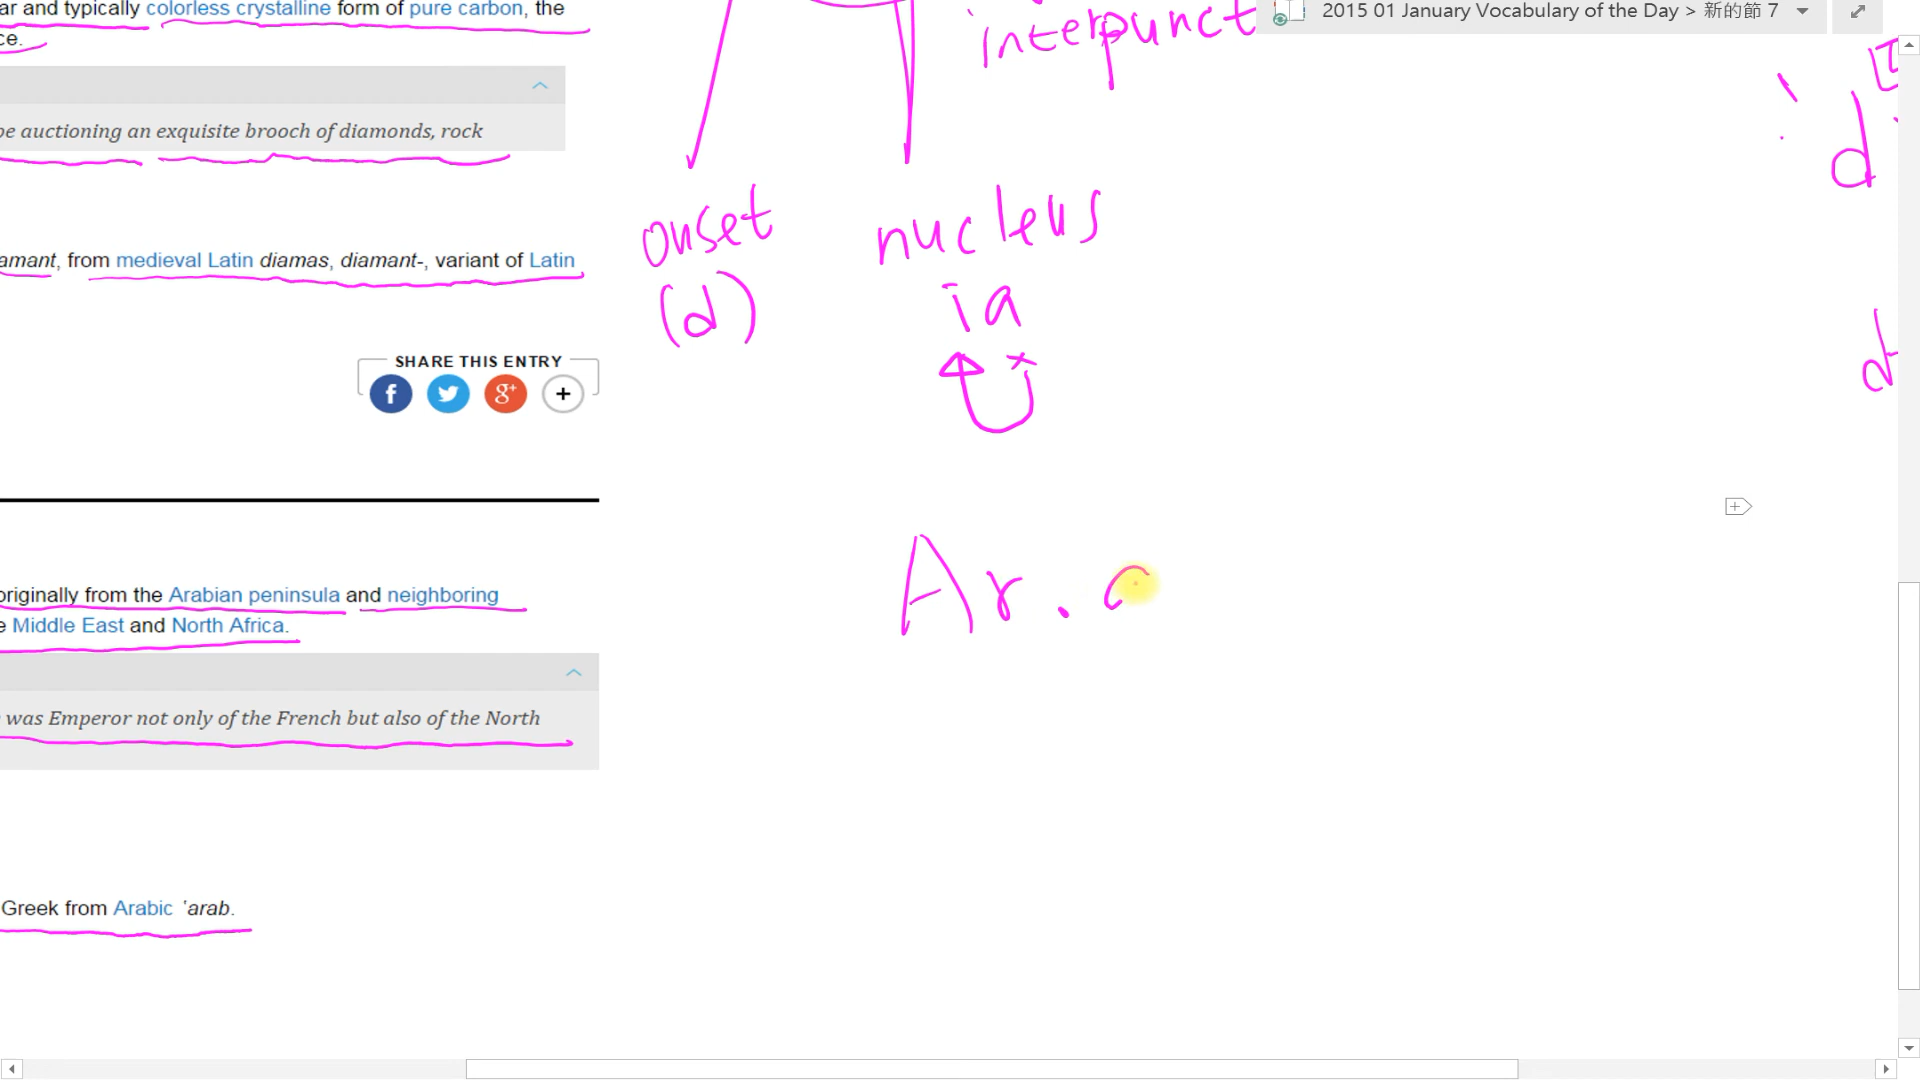 ar and typically colorless crystalline form of pure carbon, the
ce.
be auctioning an exquisite brooch of diamonds, rock
amant, from medieval Latin diamas, diamant-, variant of Latin
SHARE THIS ENTRY
originally from the Arabian peninsula and neighboring
e Middle East and North Africa.
was Emperor not only of the French but also of the North
Greek from Arabic 'arab.
interpunct
2015 01 January Vocabulary of the Day > 新的節 7
onset nucleus
(d) ia
d
d
Ar.